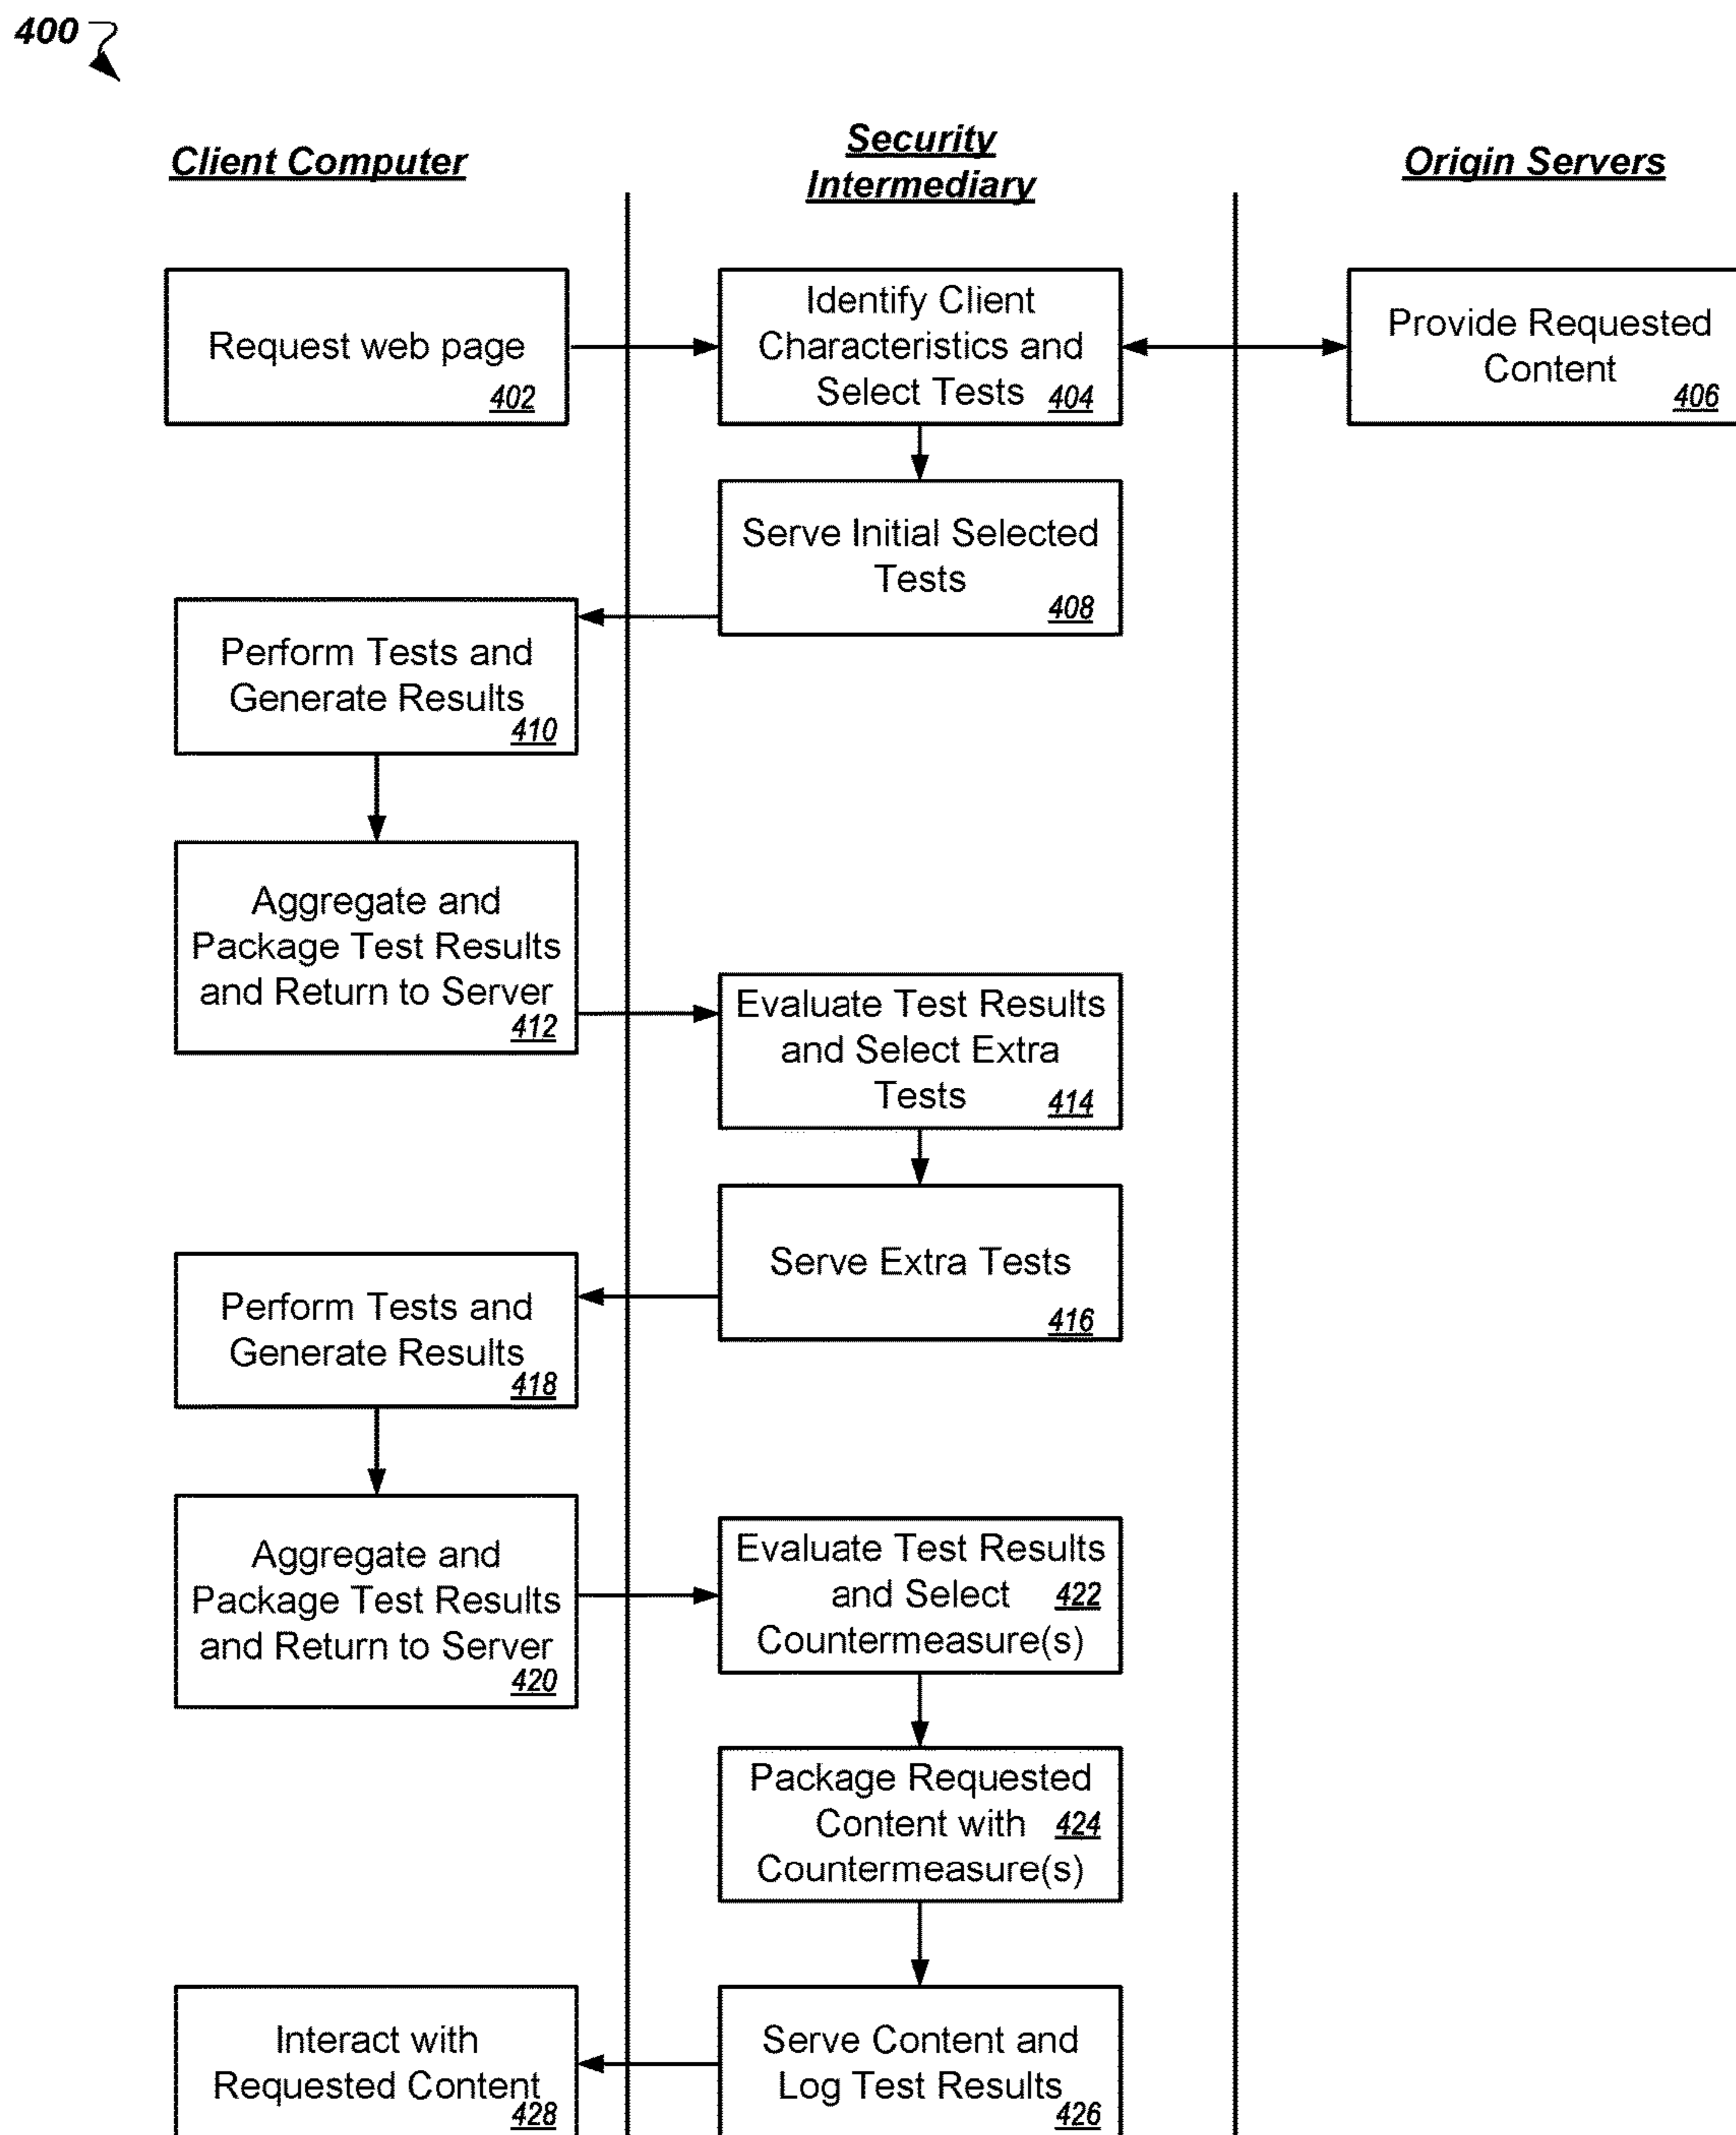 400
Client Computer
Security
Intermediary
Origin Servers
Request web page
402
Identify Client
Characteristics and
Select Tests 404
Provide Requested
Content
406
Serve Initial Selected
Tests
408
Perform Tests and
Generate Results
410
Aggregate and
Package Test Results
and Return to Server
412
Evaluate Test Results
and Select Extra
Tests 414
Serve Extra Tests
416
Perform Tests and
Generate Results
418
Aggregate and
Package Test Results
and Return to Server
420
Evaluate Test Results
and Select 422
Countermeasure(s)
Package Requested
Content with 424
Countermeasure(s)
Serve Content and
Log Test Results
426
Interact with
Requested Content
428